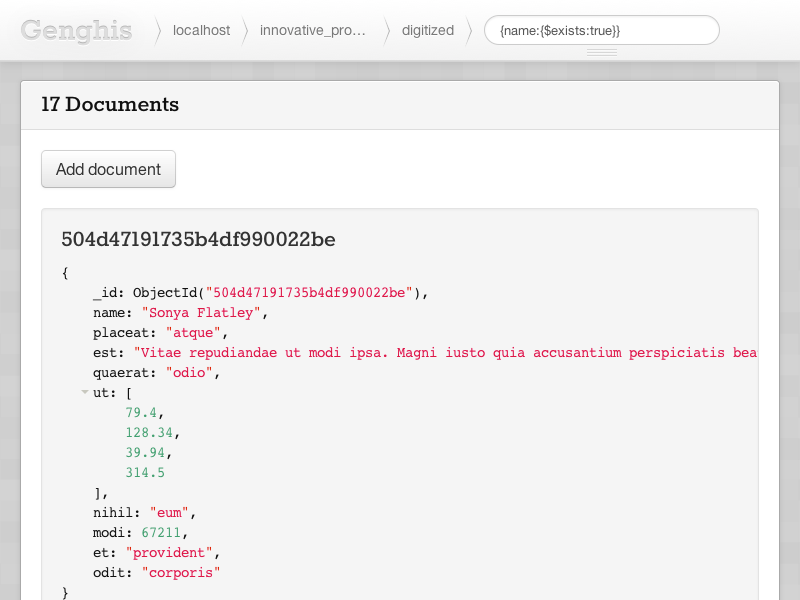 Genghis localhost innovative_pro... digitized {name:{$exists:true}}
17 Documents
Add document
504d47191735b4df990022be
{
_id: ObjectId("504d47191735b4df990022be"),
name: "Sonya Flatley",
placeat: "atque",
est: "Vitae repudiandae ut modi ipsa. Magni iusto quia accusantium perspiciatis bea
quaerat: "odio",
ut: [
79.4,
128.34,
39.94,
314.5
],
nihil: "eum",
modi: 67211,
et: "provident",
odit: "corporis"
}